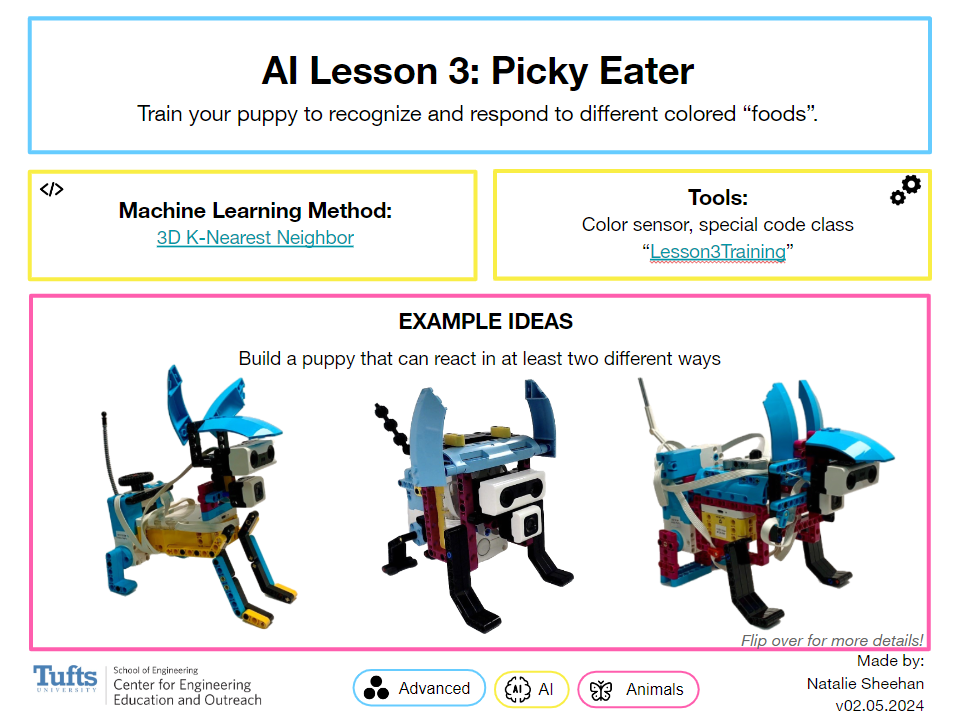 AI Lesson 3: Picky Eater
Train your puppy to recognize and respond to different colored “foods”.
</>
Machine Learning Method:
3D K-Nearest Neighbor
Tools:
Color sensor, special code class
“Lesson3Training”
EXAMPLE IDEAS
Build a puppy that can react in at least two different ways
Flip over for more details!
Tufts
UNIVERSITY
School of Engineering
Center for Engineering
Education and Outreach
Advanced
AI
AI
Animals
Made by:
Natalie Sheehan
v02.05.2024